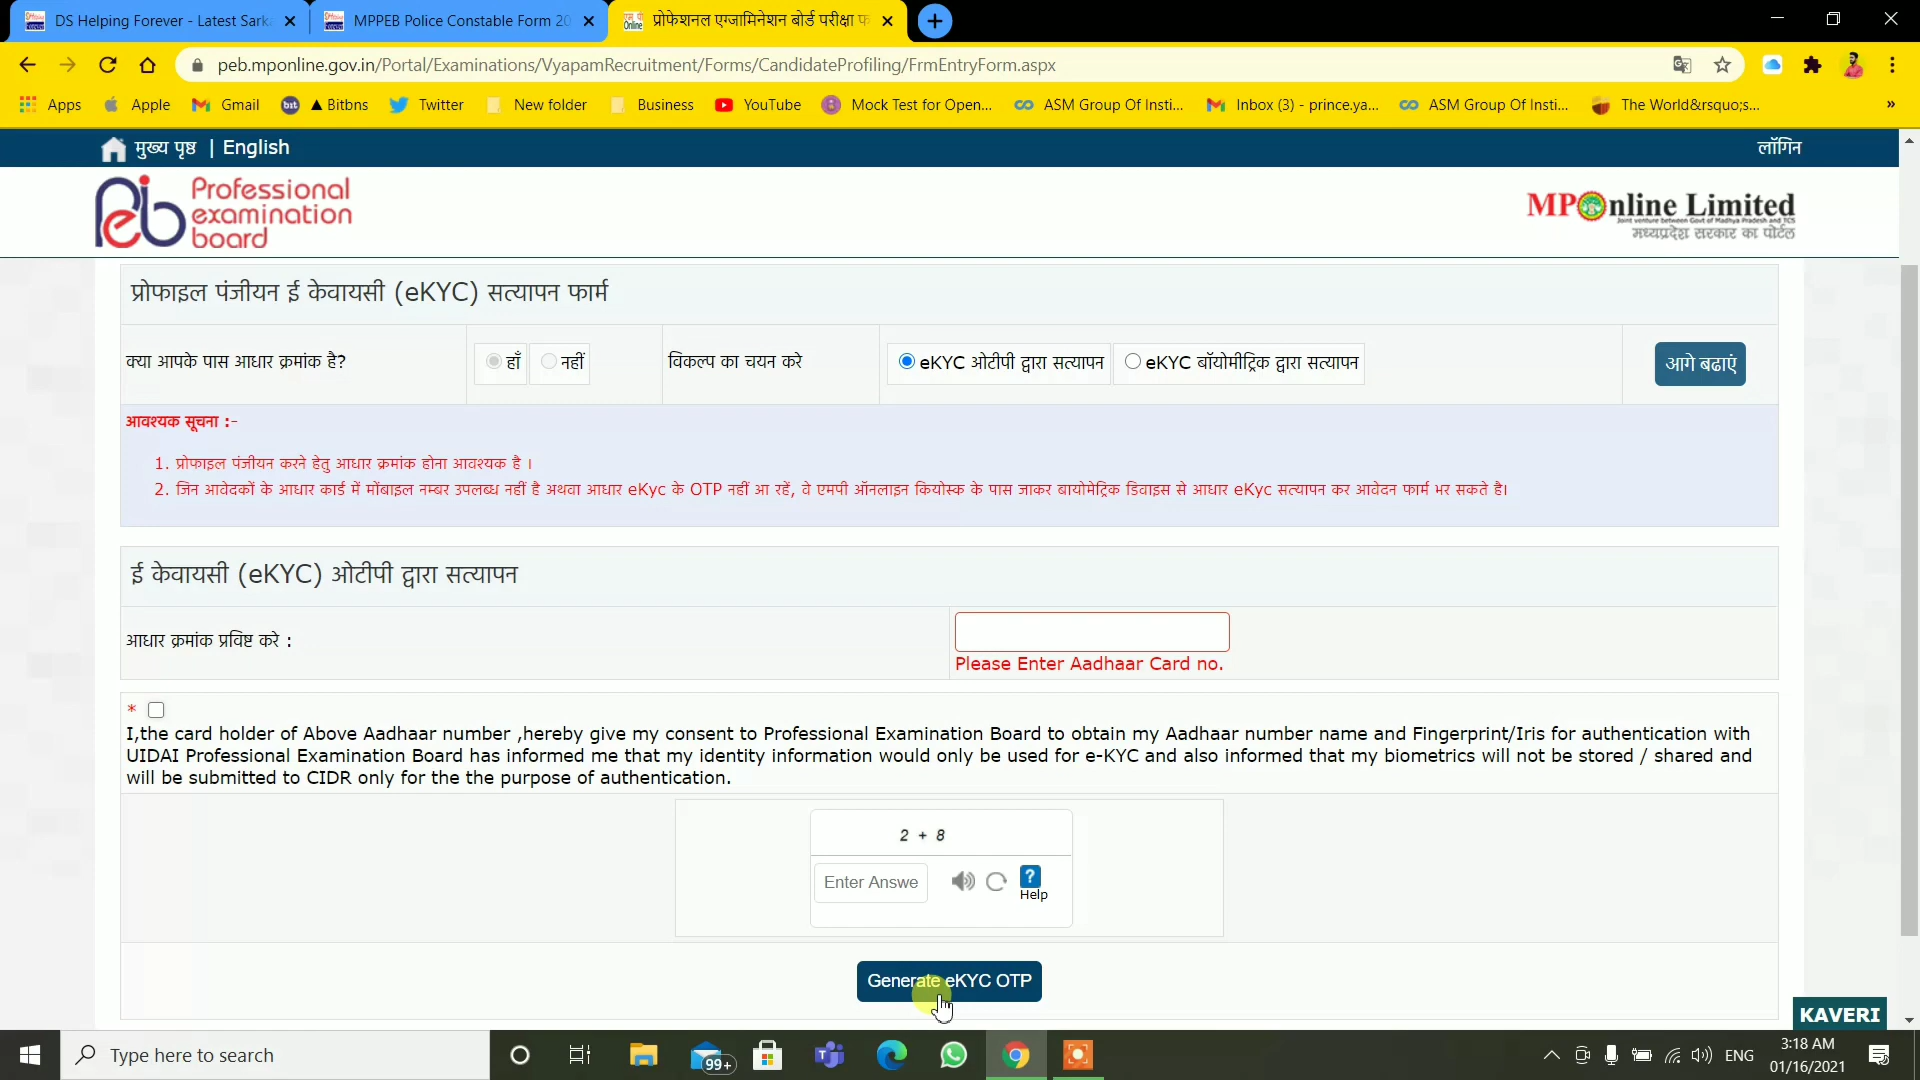 DS Helping Forever - Latest Sark
MPPEB Police Constable Form 20
प्रोफेशनल एग्जामिनेशन बोर्ड परीक्षा फ
peb.mponline.gov.in/Portal/Examinations/VyapamRecruitment/Forms/CandidateProfiling/FrmEntryForm.aspx
Apps Apple Gmail ▲ Bitbns Twitter New folder Business YouTube Mock Test for Open... ASM Group Of Insti... Inbox (3) - prince.ya... ASM Group Of Insti... The World&rsquo;s... »
मुख्य पृष्ठ | English लॉगिन
Peb Professional examination board
MPOnline Limited
Joint venture between Govt of Madhya Pradesh and TCS
मध्यप्रदेश सरकार का पोर्टल
प्रोफाइल पंजीयन ई केवायसी (eKYC) सत्यापन फार्म
क्या आपके पास आधार क्रमांक है? हाँ नहीं विकल्प का चयन करे eKYC ओटीपी द्वारा सत्यापन eKYC बॉयोमीट्रिक द्वारा सत्यापन आगे बढाएं
आवश्यक सूचना :-
1. प्रोफाइल पंजीयन करने हेतु आधार क्रमांक होना आवश्यक है ।
2. जिन आवेदकों के आधार कार्ड में मोंबाइल नम्बर उपलब्ध नहीं है अथवा आधार eKyc के OTP नहीं आ रहें, वे एमपी ऑनलाइन कियोस्क के पास जाकर बायोमेट्रिक डिवाइस से आधार eKyc सत्यापन कर आवेदन फार्म भर सकते है।
ई केवायसी (eKYC) ओटीपी द्वारा सत्यापन
आधार क्रमांक प्रविष्ट करे :
Please Enter Aadhaar Card no.
*
I,the card holder of Above Aadhaar number ,hereby give my consent to Professional Examination Board to obtain my Aadhaar number name and Fingerprint/Iris for authentication with
UIDAI Professional Examination Board has informed me that my identity information would only be used for e-KYC and also informed that my biometrics will not be stored / shared and
will be submitted to CIDR only for the the purpose of authentication.
2 + 8
Enter Answe ? Help
Generate eKYC OTP
KAVERI
Type here to search 99+ ENG 3:18 AM
01/16/2021